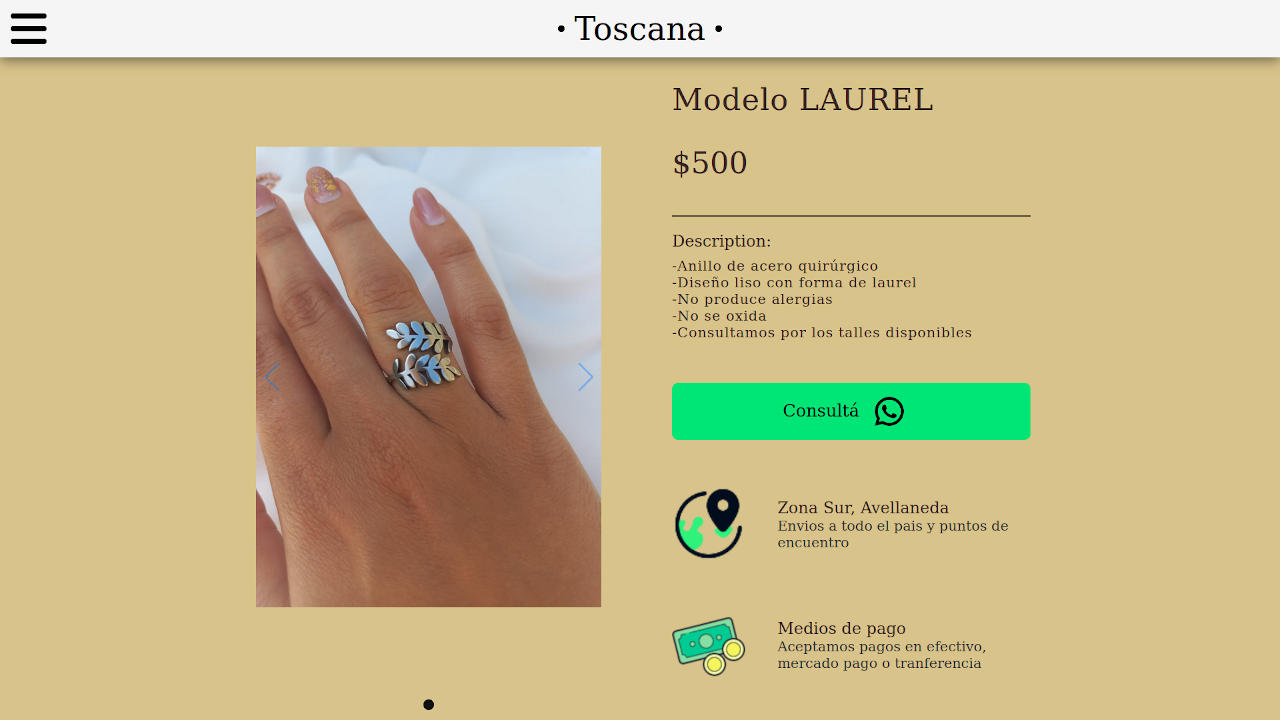 • Toscana •
Modelo LAUREL
$500
Description:
-Anillo de acero quirúrgico
-Diseño liso con forma de laurel
-No produce alergias
-No se oxida
-Consultamos por los talles disponibles
Consultá
Zona Sur, Avellaneda
Envios a todo el pais y puntos de
encuentro
Medios de pago
Aceptamos pagos en efectivo,
mercado pago o tranferencia